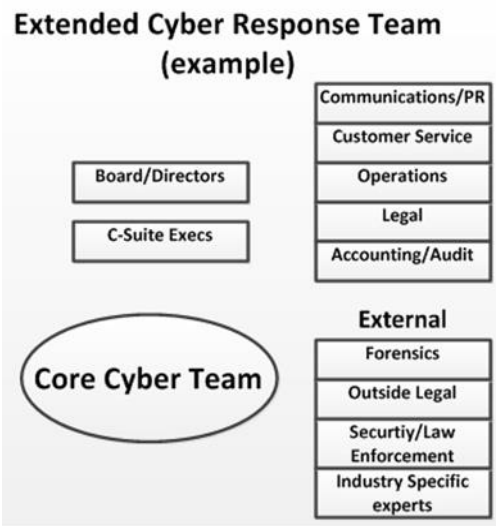 Extended Cyber Response Team
(example)
Communications/PR
Customer Service
Operations
Legal
Accounting/Audit
Board/Directors
C-Suite Execs
Core Cyber Team
External
Forensics
Outside Legal
Securtiy/Law
Enforcement
Industry Specific
experts